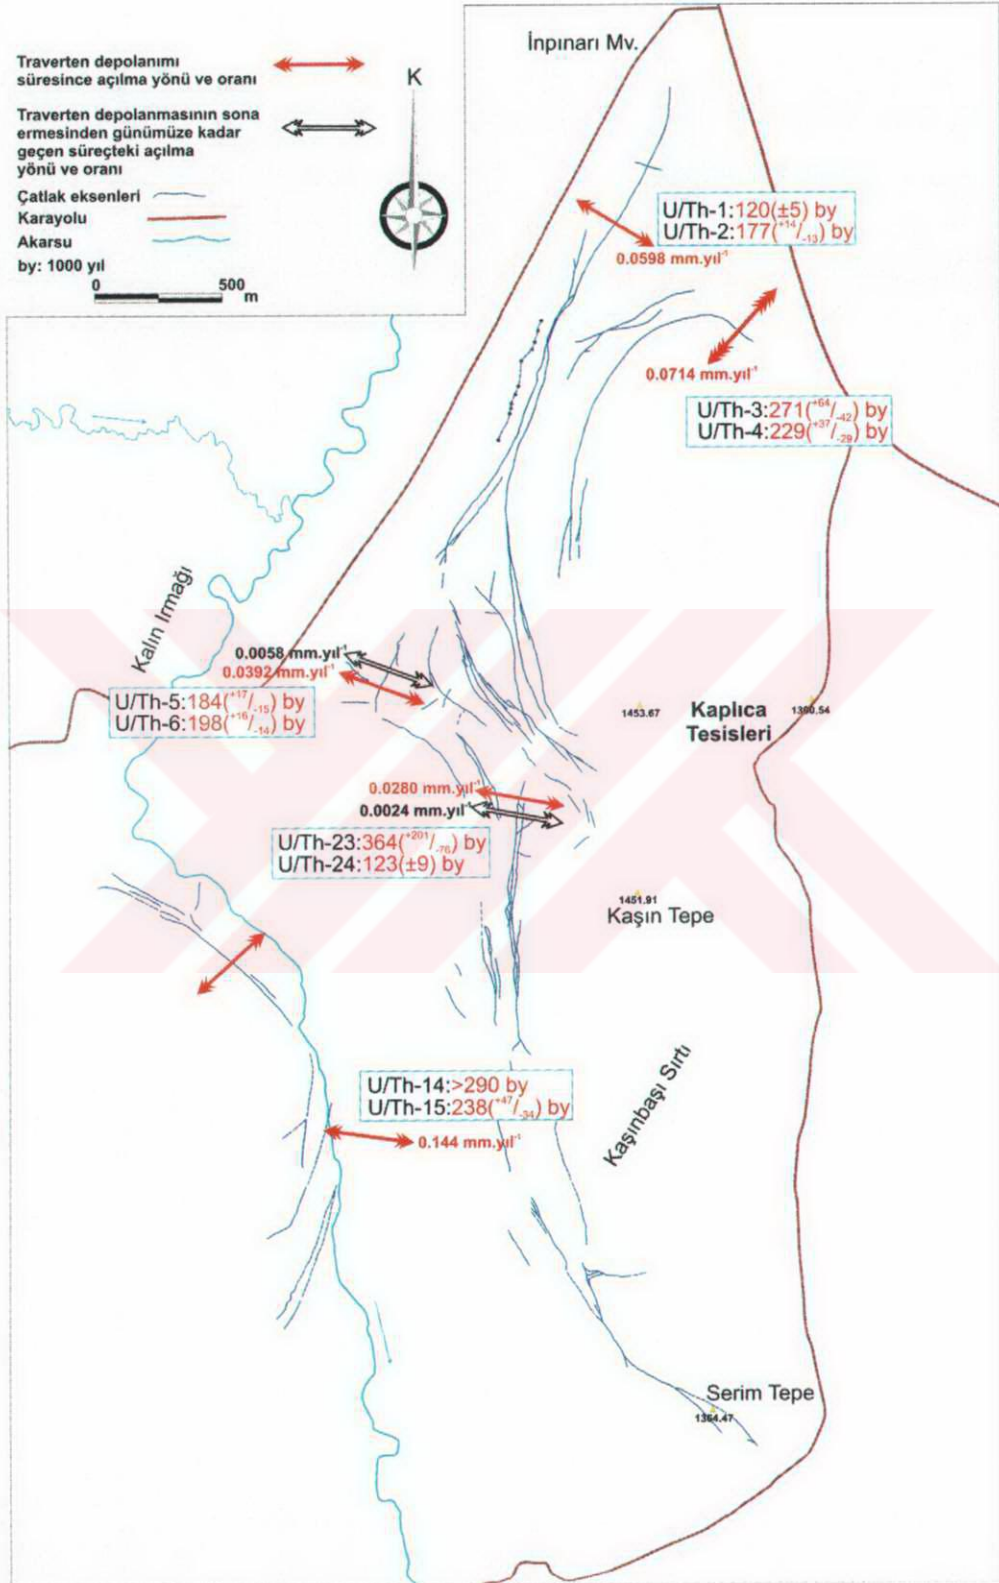 Traverten depolanımı
süresince açılma yönü ve oranı
Traverten depolanmasının sona
ermesinden günümüze kadar
geçen süreçteki açılma
yönü ve oranı
Çatlak eksenleri
Karayolu
Akarsu
by: 1000 yıl
0 500
m
K
İnpınarı Mv.
U/Th-1:120(±5) by
U/Th-2:177(+14/-13) by
0.0598 mm.yıl-1
0.0714 mm.yıl-1
U/Th-3:271(+64/-42) by
U/Th-4:229(+37/-29) by
Kalın Irmağı
0.0058 mm.yıl-1
0.0392 mm.yıl-1
U/Th-5:184(+17/-15) by
U/Th-6:198(+16/-14) by
1453.67
Kaplıca
Tesisleri
1380.54
0.0280 mm.yıl-1
0.0024 mm.yıl-1
U/Th-23:364(+201/-76) by
U/Th-24:123(±9) by
1451.91
Kaşın Tepe
U/Th-14:>290 by
U/Th-15:238(+47/-34) by
0.144 mm.yıl-1
Kaşınbaşı Sırtı
Serim Tepe
1364.47